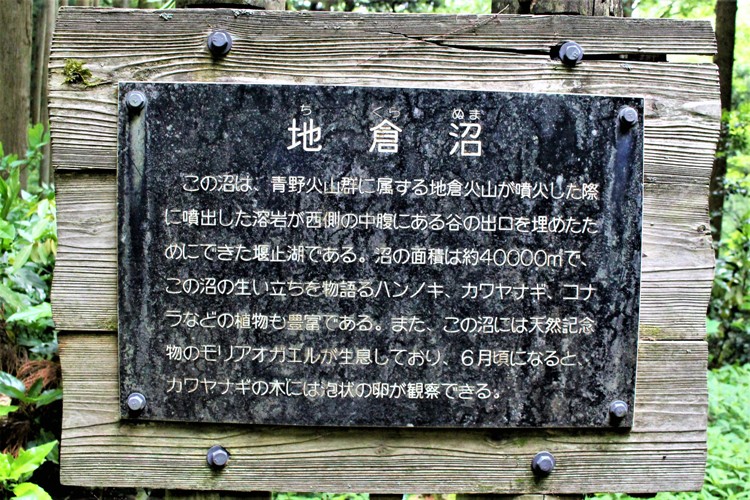 ち くら ぬま
地倉沼
この沼は、青野火山群に属する地倉火山が噴火した際
に噴出した溶岩が西側の中腹にある谷の出口を埋めたた
めにできた堰止湖である。沼の面積は約40000㎡で、
この沼の生い立ちを物語るハンノキ、カワヤナギ、コナ
ラなどの植物も豊富である。また、この沼には天然記念
物のモリアオガエルが生息しており、6月頃になると、
カワヤナギの木には泡状の卵が観察できる。